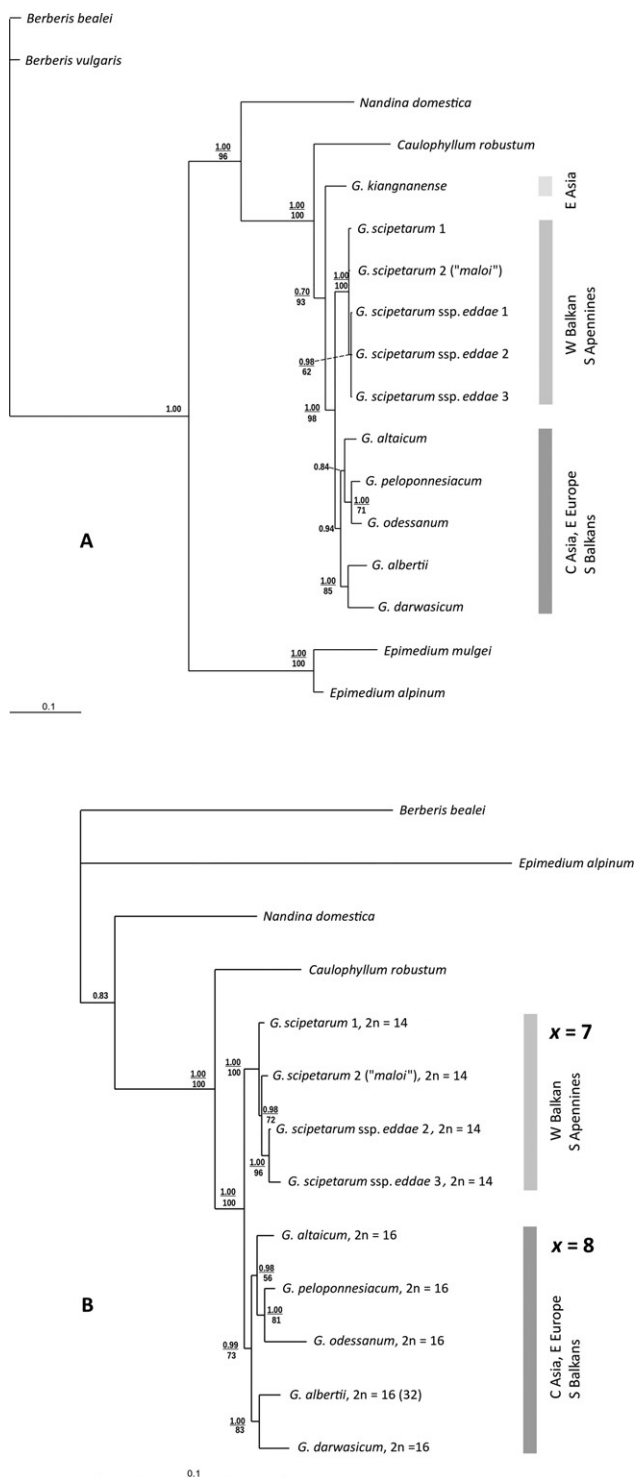 Berberis bealei
Berberis vulgaris
Nandina domestica
1.00
96
Caulophyllum robustum
1.00
100
G. kiangnanense
E Asia
G. scipetarum 1
1.00
100
G. scipetarum 2 ("maloi")
0.70
93
G. scipetarum ssp. eddae 1
G. scipetarum ssp. eddae 2
0.98
62
G. scipetarum ssp. eddae 3
W Balkan
S Apennines
1.00
1.00
98
G. altaicum
0.84
G. peloponnesiacum
1.00
71
G. odessanum
0.94
A
G. albertii
1.00
85
G. darwasicum
C Asia, E Europe
S Balkans
Epimedium mulgei
1.00
100
Epimedium alpinum
0.1
Berberis bealei
Epimedium alpinum
Nandina domestica
Caulophyllum robustum
0.83
G. scipetarum 1, 2n = 14
x = 7
1.00
100
1.00
100
G. scipetarum 2 ("maloi"), 2n = 14
0.98
72
G. scipetarum ssp. eddae 2, 2n = 14
1.00
96
G. scipetarum ssp. eddae 3, 2n = 14
W Balkan
S Apennines
1.00
100
G. altaicum, 2n = 16
x = 8
0.98
56
G. peloponnesiacum, 2n = 16
1.00
81
B
G. odessanum, 2n = 16
0.99
73
G. albertii, 2n = 16 (32)
1.00
83
G. darwasicum, 2n =16
C Asia, E Europe
S Balkans
0.1